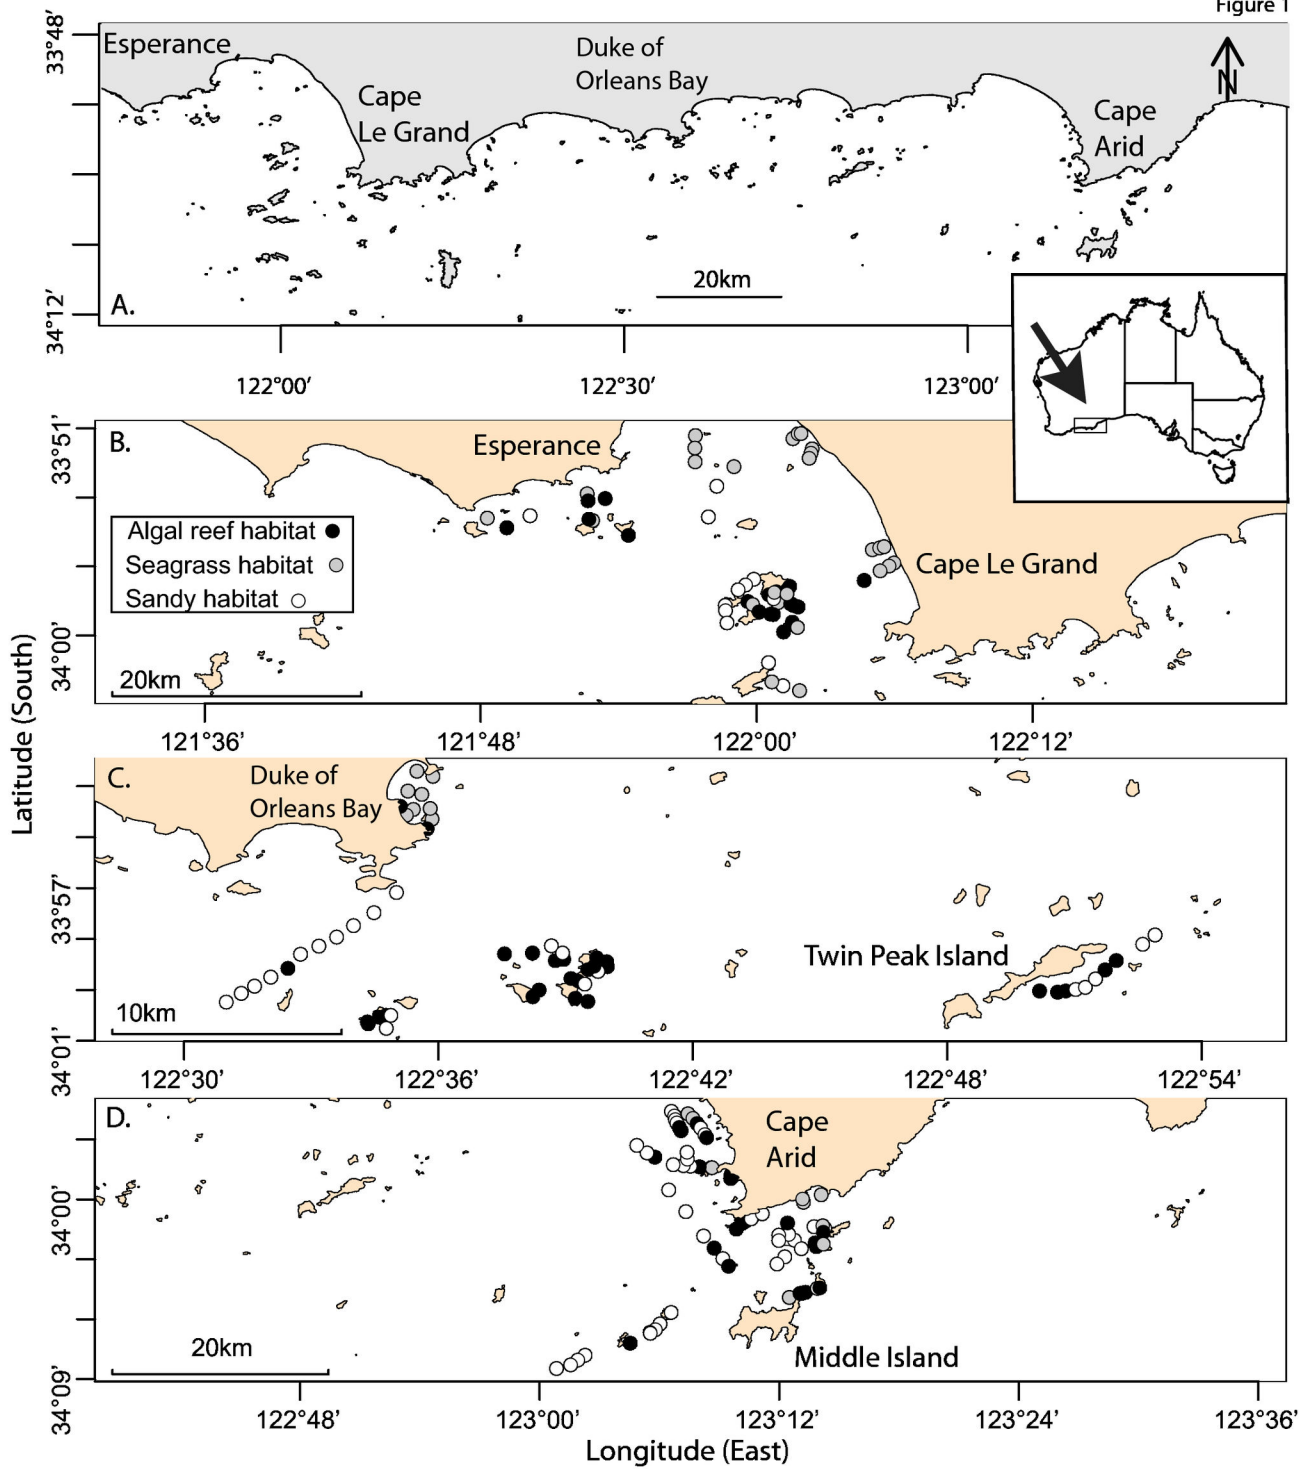 Figure 1
33°48'
Esperance
Duke of
Orleans Bay
N
Cape
Le Grand
Cape
Arid
20km
A.
34°12'
122°00'
122°30'
123°00'
33°51'
B.
Esperance
Algal reef habitat
Seagrass habitat
Sandy habitat
Cape Le Grand
34°00'
20km
121°36'
121°48'
122°00'
122°12'
Latitude (South)
C.
Duke of
Orleans Bay
33°57'
Twin Peak Island
10km
34°01'
122°30'
122°36'
122°42'
122°48'
122°54'
D.
Cape
Arid
34°00'
20km
Middle Island
34°09'
122°48'
123°00'
123°12'
123°24'
123°36'
Longitude (East)